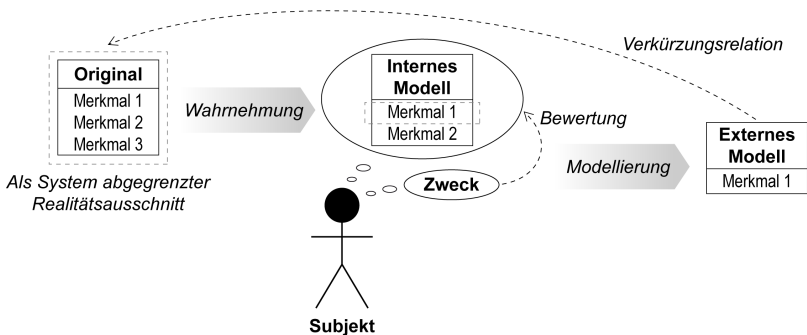 Verkürzungsrelation
Original
Merkmal 1
Merkmal 2
Merkmal 3
Als System abgegrenzter
Realitätsausschnitt
Wahrnehmung
Internes
Modell
Merkmal 1
Merkmal 2
Bewertung
Zweck
Subjekt
Modellierung
Externes
Modell
Merkmal 1